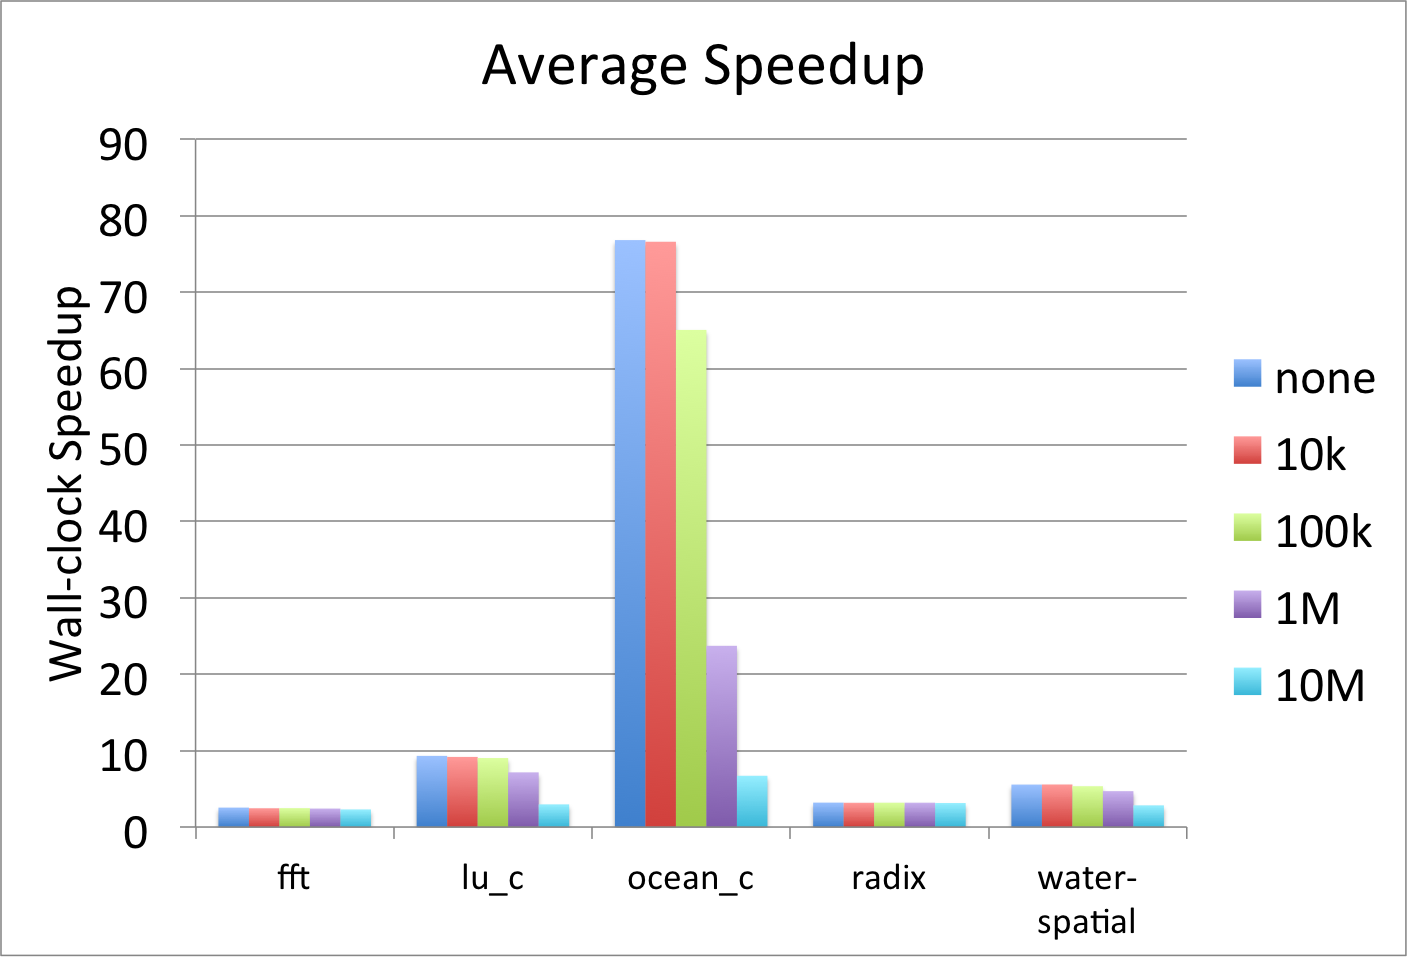 Average Speedup
Wall-clock Speedup
90
80
70
60
50
40
30
20
10
0
fft
lu_c
ocean_c
radix
water-
spatial
none
10k
100k
1M
10M